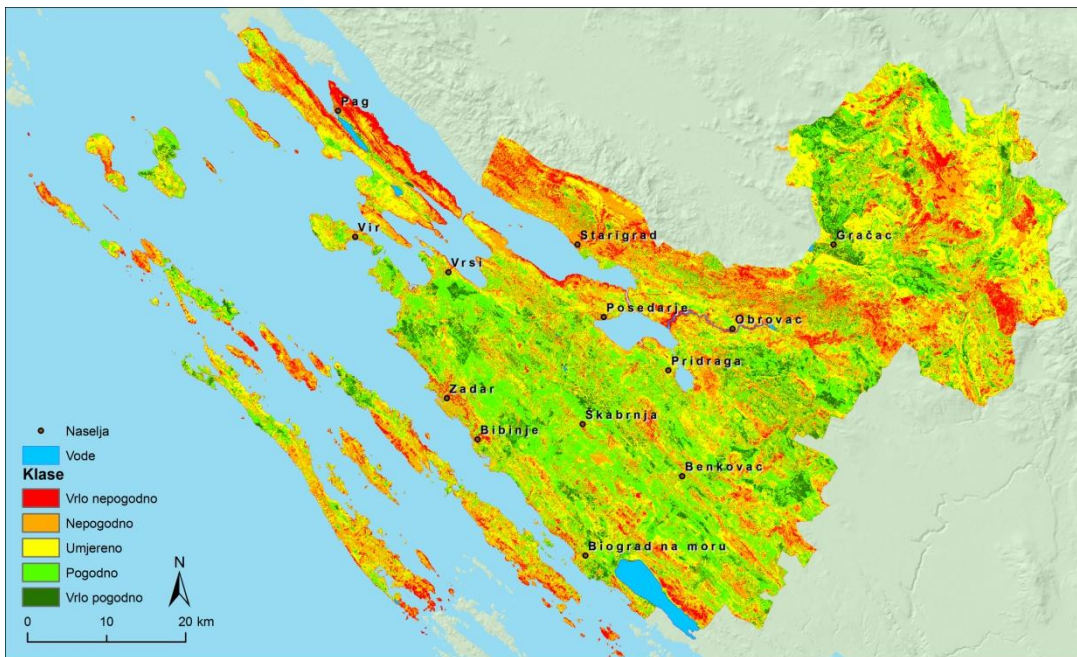 Pag
Vir
Starigrad
Gračac
Vrsi
Posedarje
Obrovac
Pridraga
Zadar
Škabrnja
Bibinje
Benkovac
Biograd na moru
Naselja
Vode
Klase
Vrlo nepogodno
Nepogodno
Umjereno
Pogodno
Vrlo pogodno
N
0 10 20 km